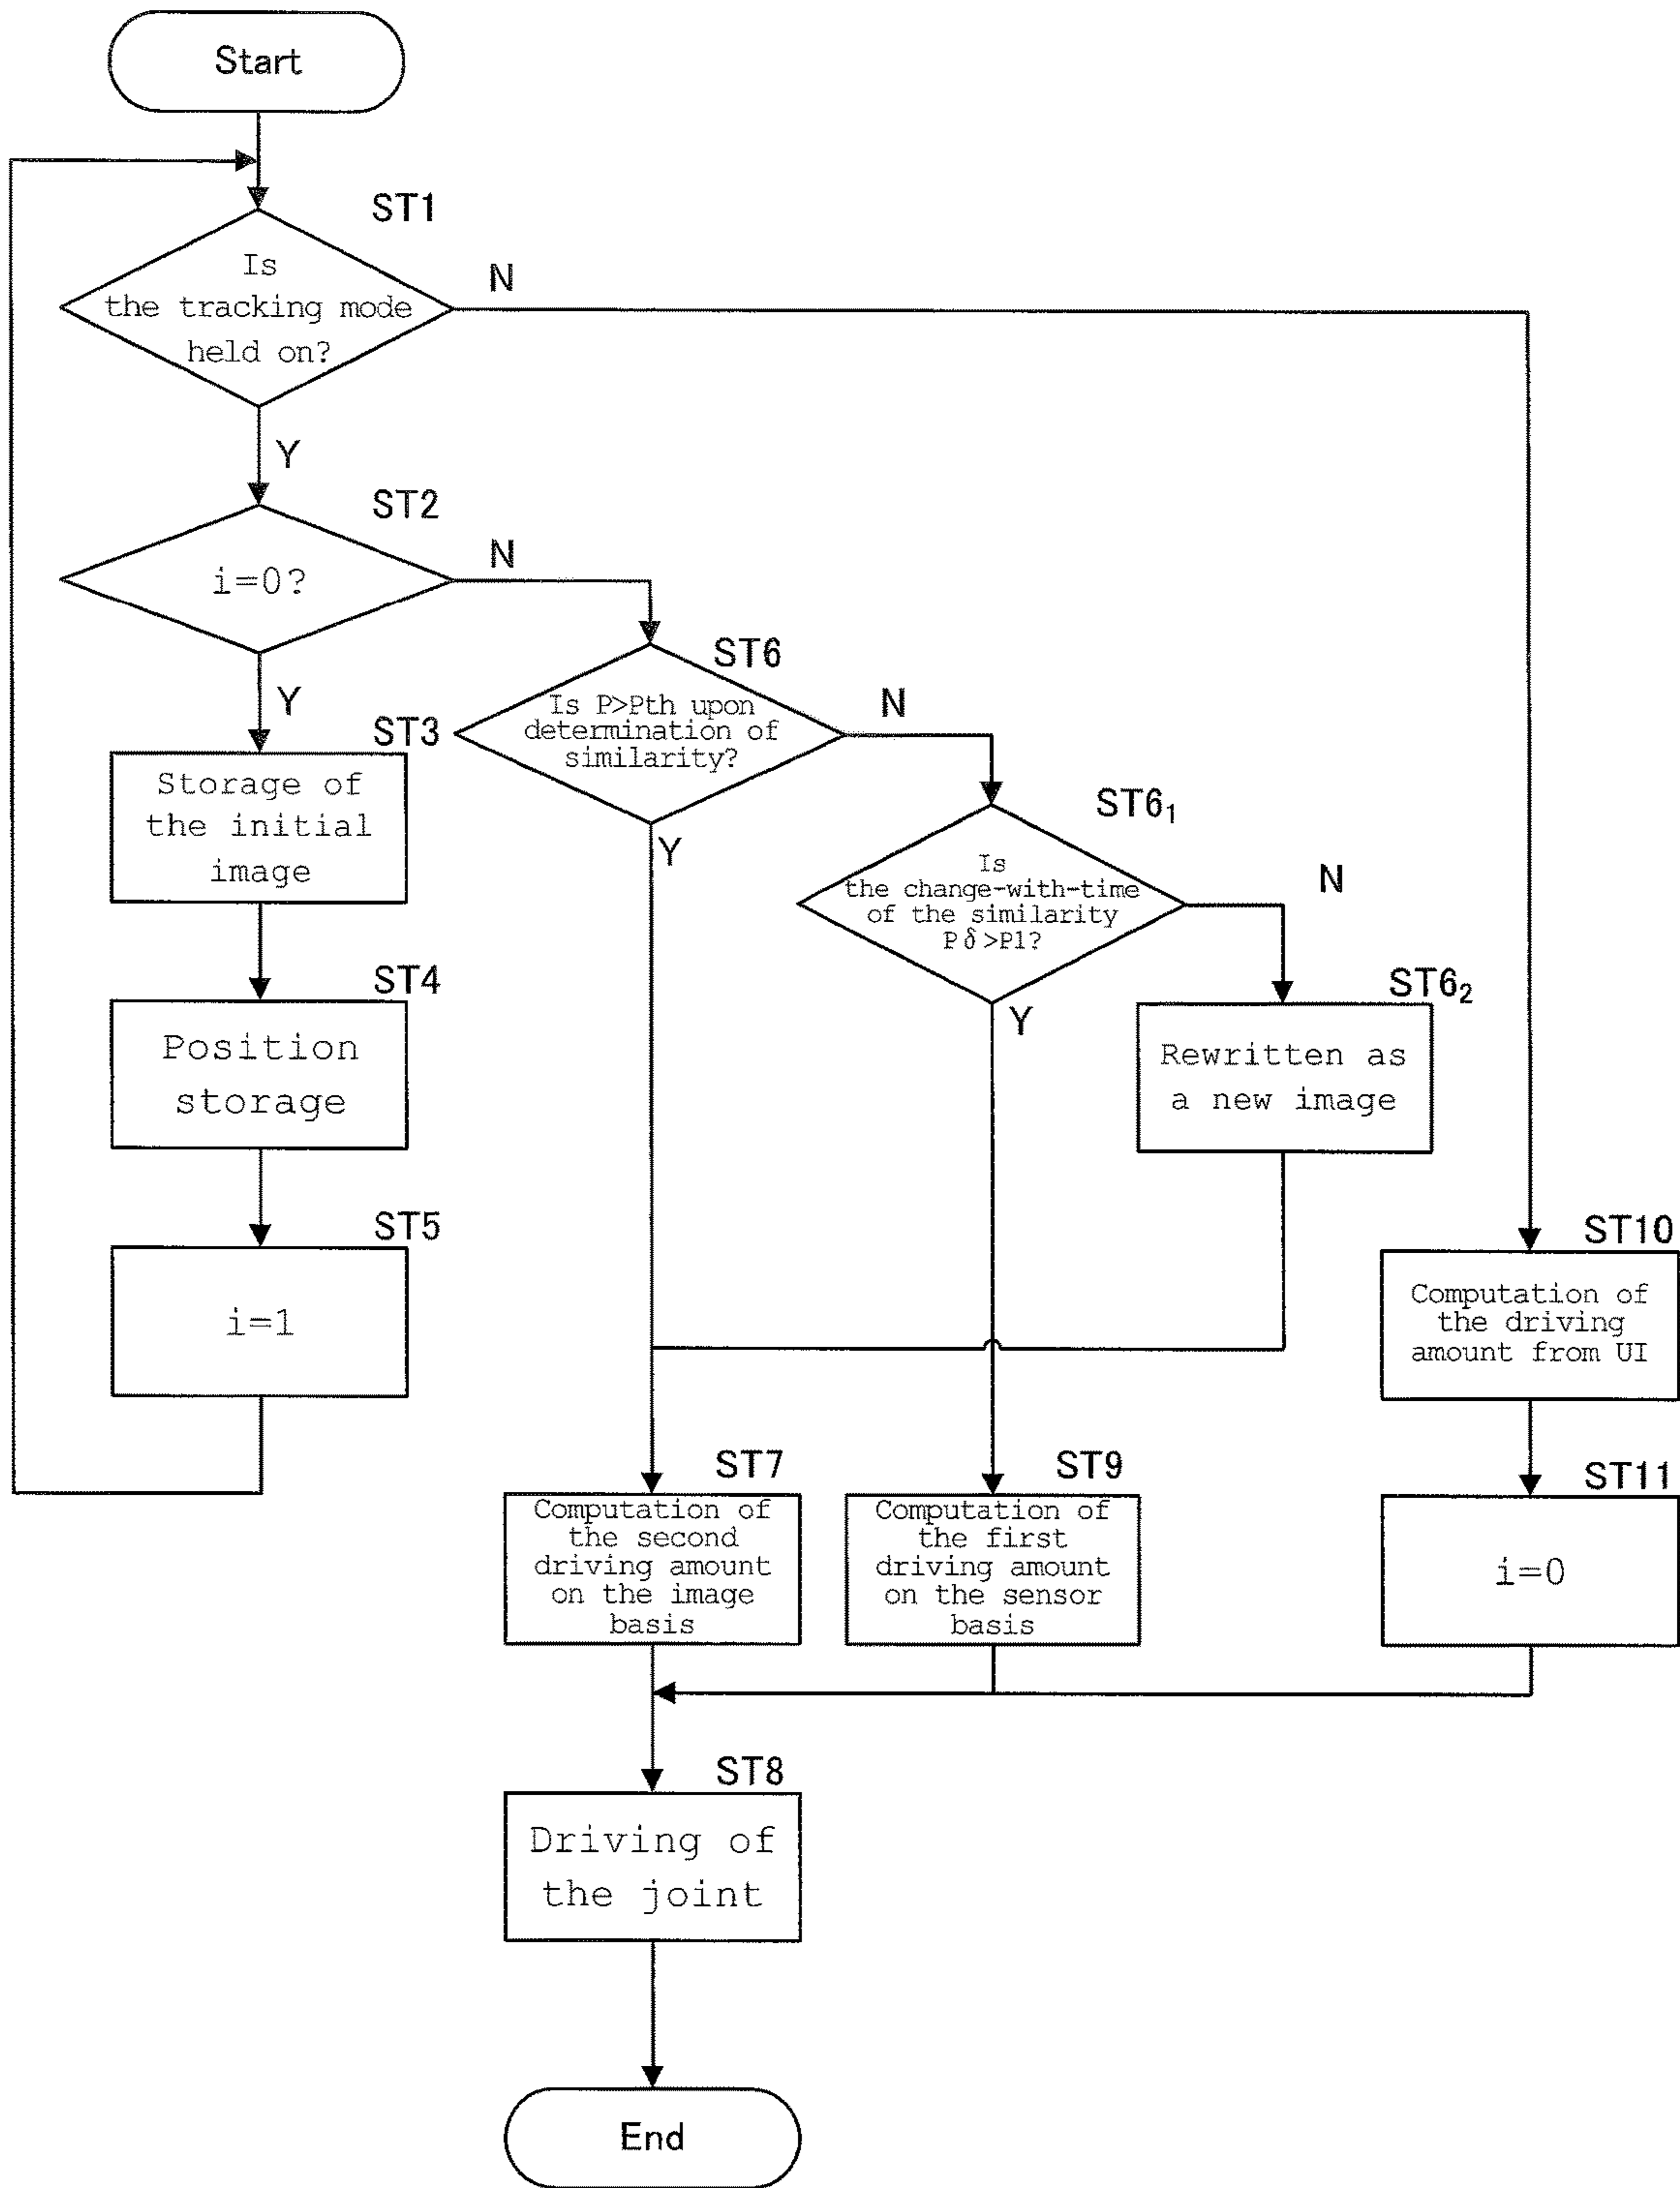 Start
ST1
Is
the tracking mode
held on?
N
Y
ST2
i=0?
N
Y
ST3
Storage of
the initial
image
ST4
Position
storage
ST5
i=1
ST6
Is P>Pth upon
determination of
similarity?
N
Y
ST6₁
Is
the change-with-time
of the similarity
Pδ>P1?
N
Y
ST6₂
Rewritten as
a new image
ST7
Computation of
the second
driving amount
on the image
basis
ST9
Computation of
the first
driving amount
on the sensor
basis
ST10
Computation of
the driving
amount from UI
ST11
i=0
ST8
Driving of
the joint
End